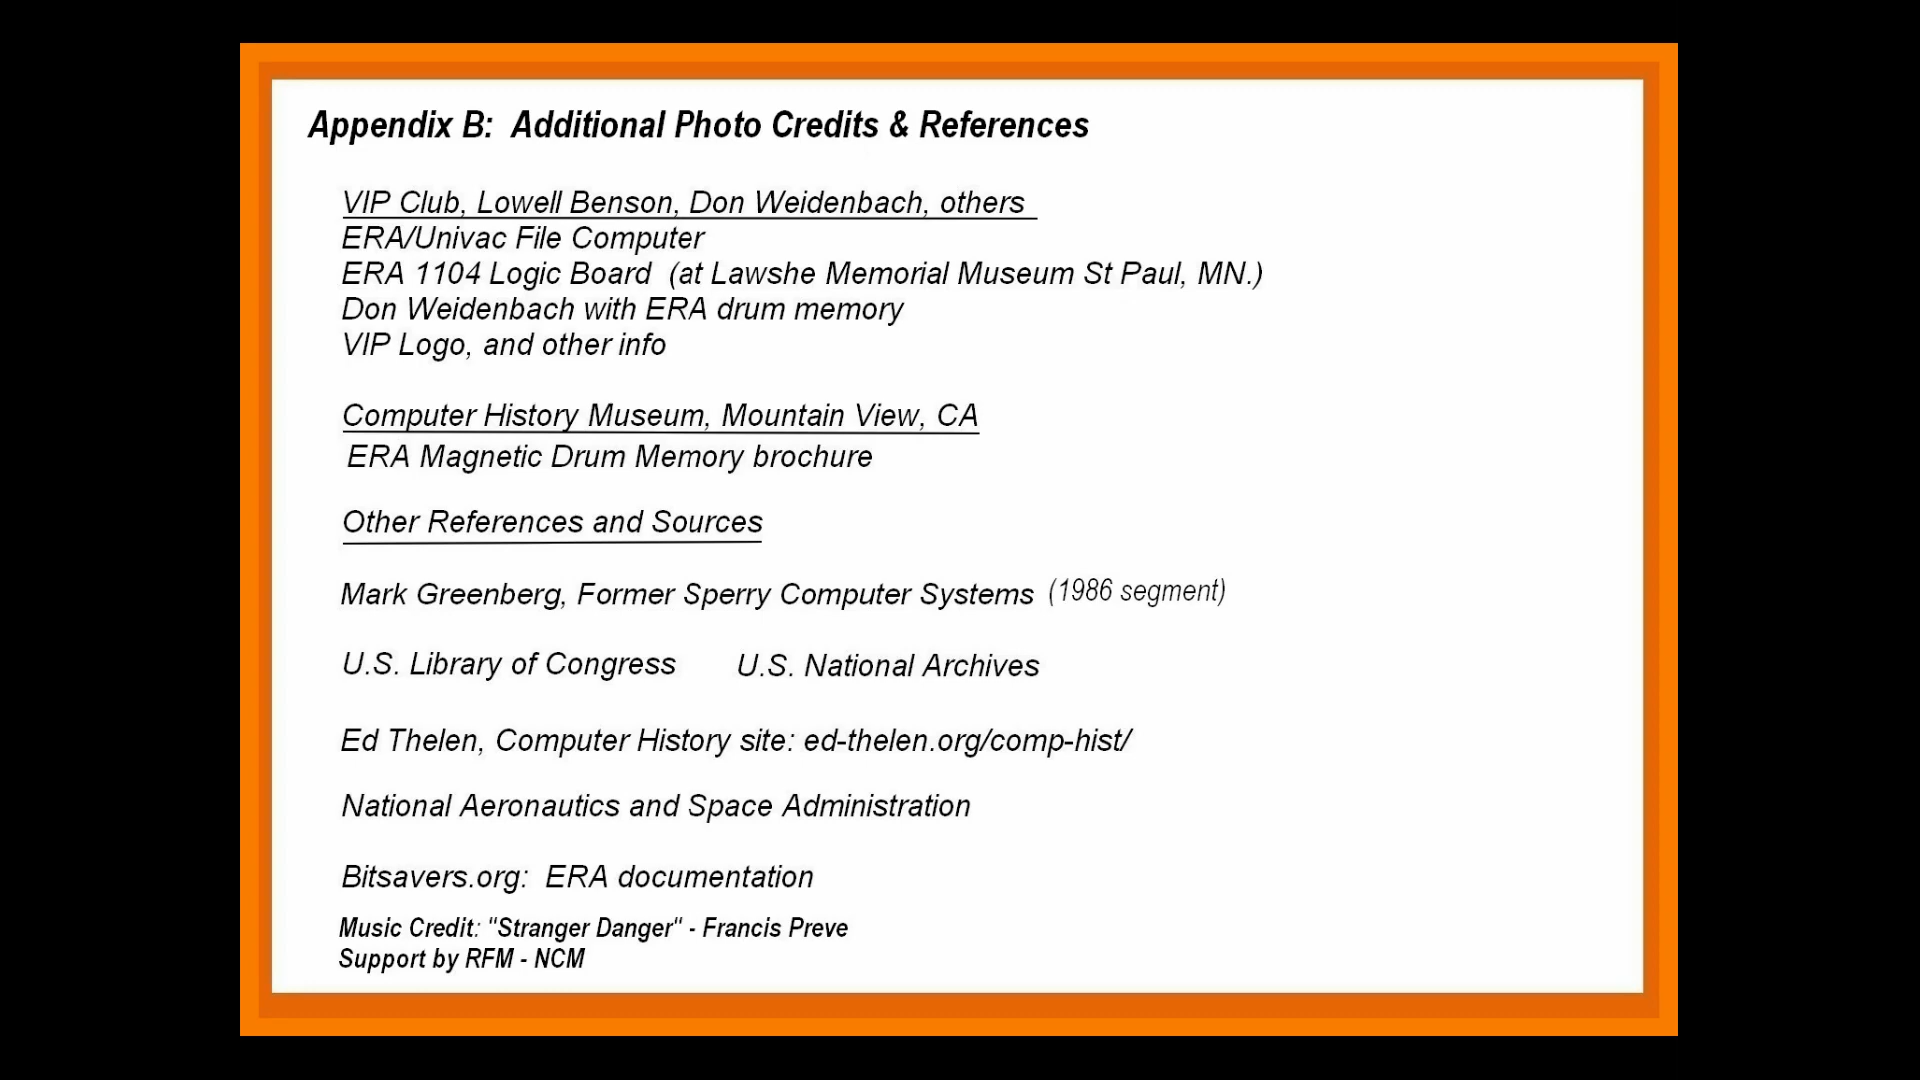 Appendix B: Additional Photo Credits & References
VIP Club, Lowell Benson, Don Weidenbach, others
ERA/Univac File Computer
ERA 1104 Logic Board (at Lawshe Memorial Museum St Paul, MN.)
Don Weidenbach with ERA drum memory
VIP Logo, and other info
Computer History Museum, Mountain View, CA
ERA Magnetic Drum Memory brochure
Other References and Sources
Mark Greenberg, Former Sperry Computer Systems (1986 segment)
U.S. Library of Congress U.S. National Archives
Ed Thelen, Computer History site: ed-thelen.org/comp-hist/
National Aeronautics and Space Administration
Bitsavers.org: ERA documentation
Music Credit: "Stranger Danger" - Francis Preve
Support by RFM - NCM